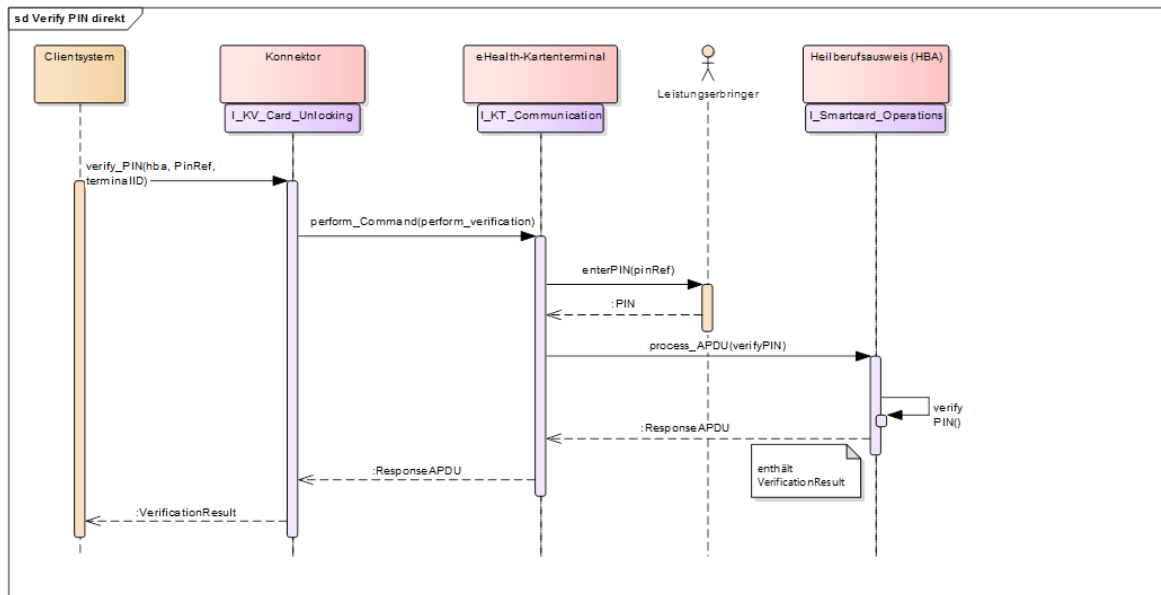 sd Verify PIN direkt
Clientsystem
Konnektor
eHealth-Kartenterminal
Heilberufsausweis (HBA)
Leistungserbringer
I_KV_Card_Unlocking
I_KT_Communication
I_Smartcard_Operations
verify_PIN(hba, PinRef,
terminalID)
perform_Command(perform_verification)
enterPIN(pinRef)
:PIN
process_APDU(verifyPIN)
verify
PIN()
:ResponseAPDU
enthält
VerificationResult
:ResponseAPDU
:VerificationResult